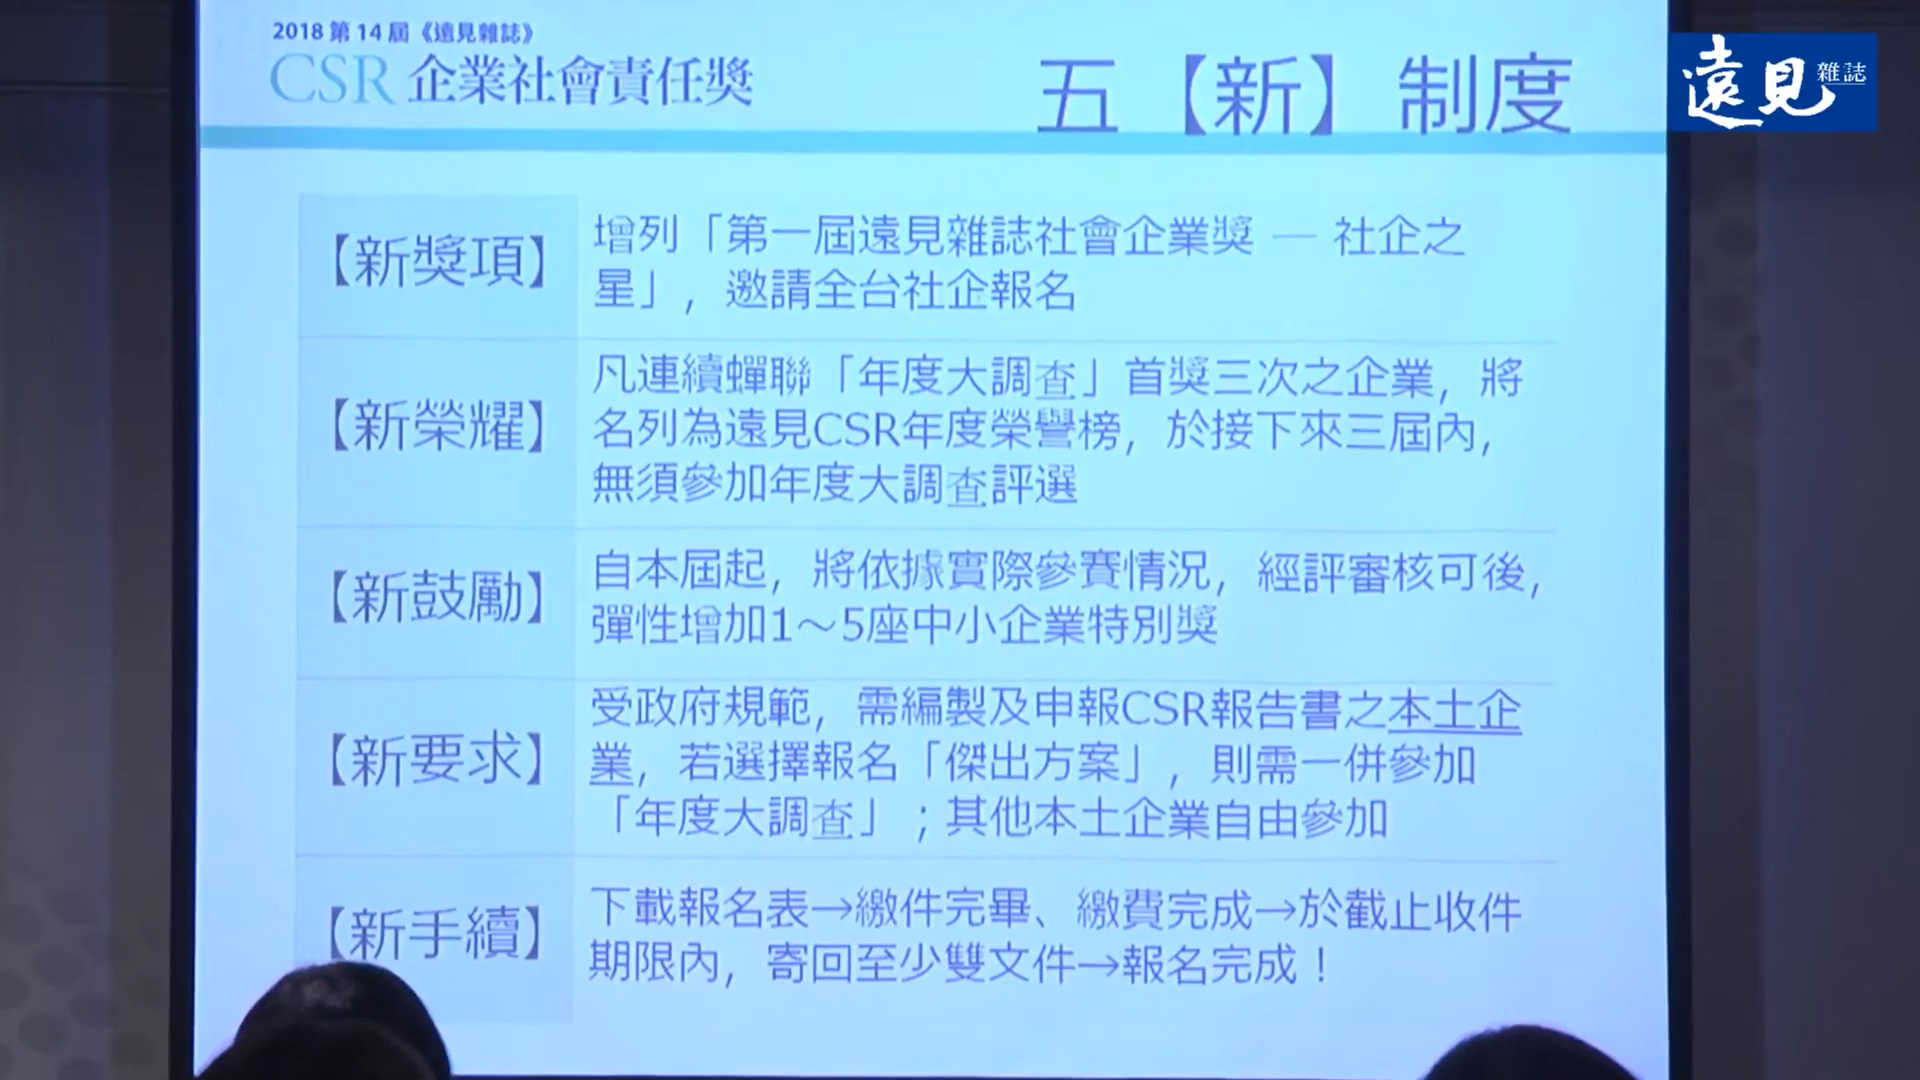 2018 第 14 屆《遠見雜誌》
CSR 企業社會責任獎
五【新】制度
遠見 雜誌
【新獎項】
增列「第一屆遠見雜誌社會企業獎 — 社企之
星」，邀請全台社企報名
【新榮耀】
凡連續蟬聯「年度大調查」首獎三次之企業，將
名列為遠見CSR年度榮譽榜，於接下來三屆內，
無須參加年度大調查評選
【新鼓勵】
自本屆起，將依據實際參賽情況，經評審核可後，
彈性增加1～5座中小企業特別獎
【新要求】
受政府規範，需編製及申報CSR報告書之本土企
業，若選擇報名「傑出方案」，則需一併參加
「年度大調查」；其他本土企業自由參加
【新手續】
下載報名表→繳件完畢、繳費完成→於截止收件
期限內，寄回至少雙文件→報名完成！